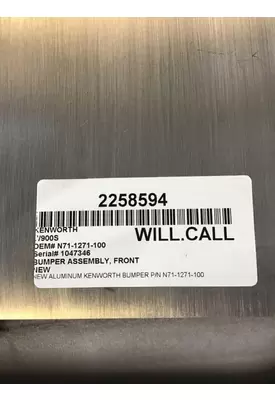 2258594
KENWORTH
WILL.CALL
OEM# N71-1271-100
Serial# 1047346
BUMPER ASSEMBLY, FRONT
NEW
NEW ALUMINUM KENWORTH BUMPER P/N N71-1271-100